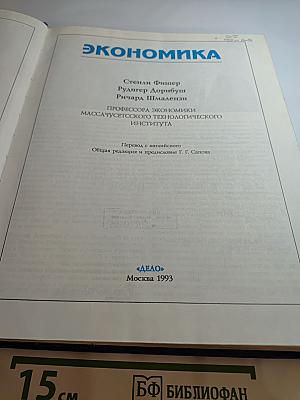 ЭКОНОМИКА
Стенли Фишер
Рудигер Дорнбуш
Ричард Шмалензи
ПРОФЕССОРА ЭКОНОМИКИ
МАССАЧУСЕТССКОГО ТЕХНОЛОГИЧЕСКОГО
ИНСТИТУТА
Перевод с английского
Общая редакция и предисловие Г. Г. Сапова
«ДЕЛО»
Москва 1993
15 см
БФ БИБЛИОФАН